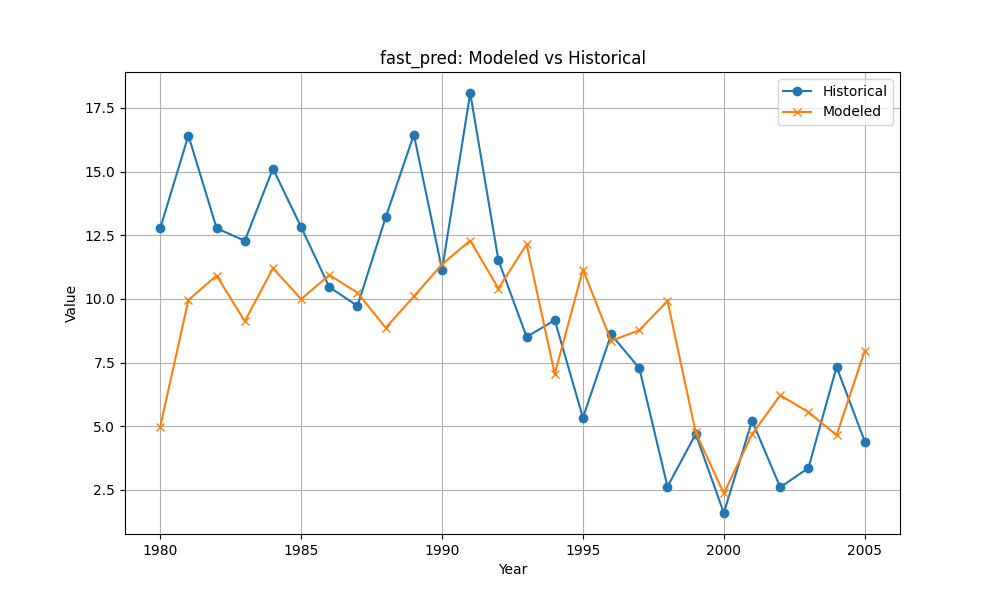 fast_pred: Modeled vs Historical
Historical
Modeled
Value
17.5
15.0
12.5
10.0
7.5
5.0
2.5
1980 1985 1990 1995 2000 2005
Year